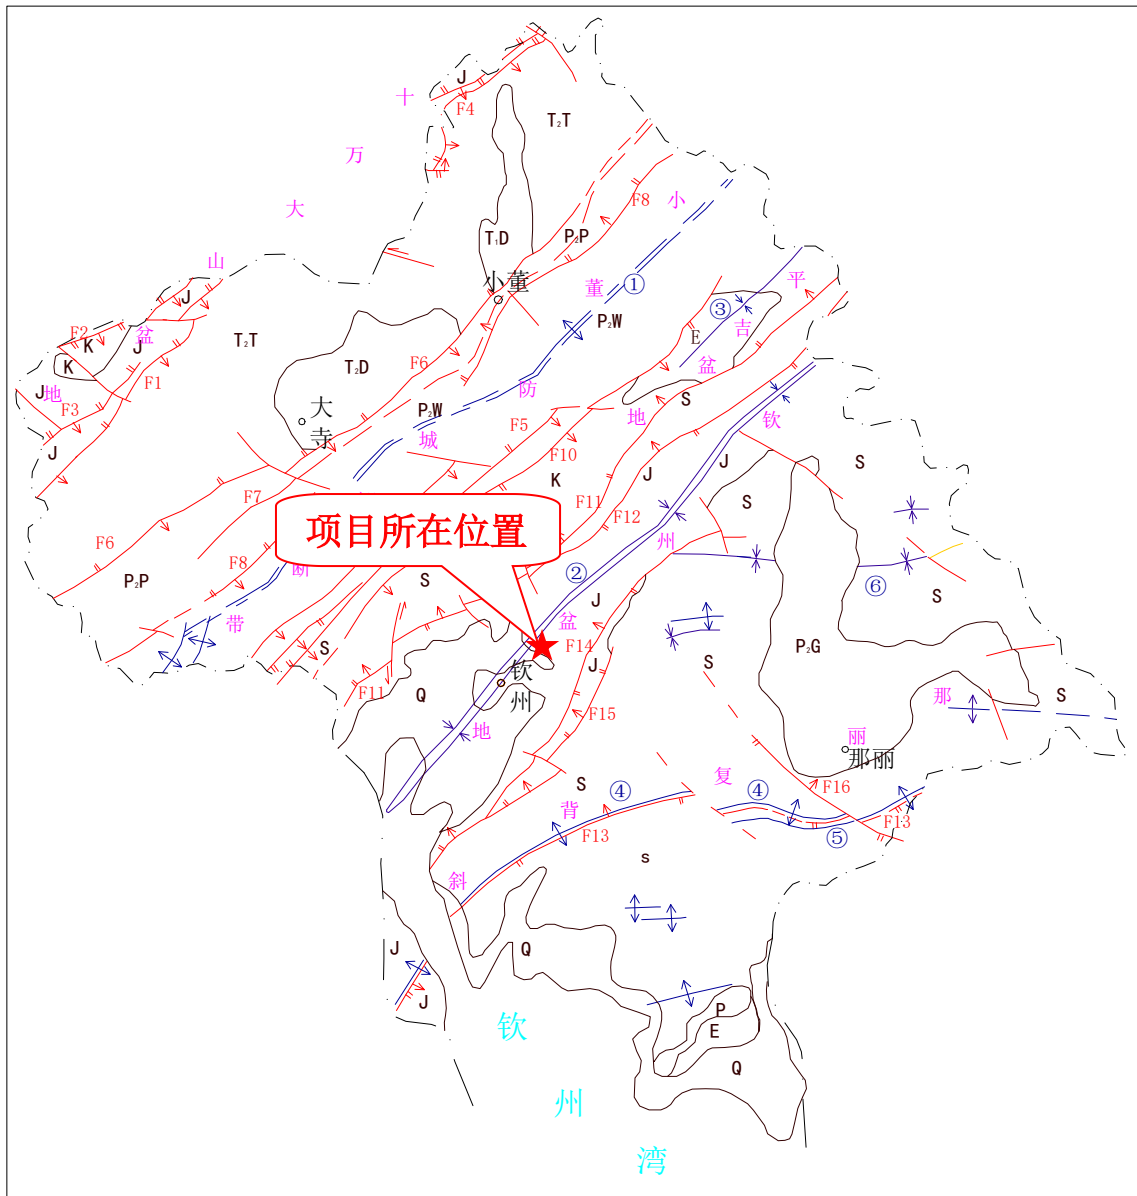 J
十
F4
T₂T
万
F8
小
大
T₁D
P₂P
平
山
小董
董
①
J
③
吉
P₂W
F2
盆
T₂T
E
K
J
F6
K
T₂D
盆
F1
防
S
地
J
大寺
P₂W
地
钦
F3
城
F5
J
F10
J
J
S
S
F7
K
F11
F12
项目所在位置
州
F6
F8
断
②
⑥
P₂P
S
J
S
带
盆
F14
P₂G
S
J
S
钦州
F11
Q
F15
那
S
地
丽
那丽
S
复
F16
④
④
背
F13
F13
⑤
s
斜
J
Q
J
P
钦
E
Q
州
湾